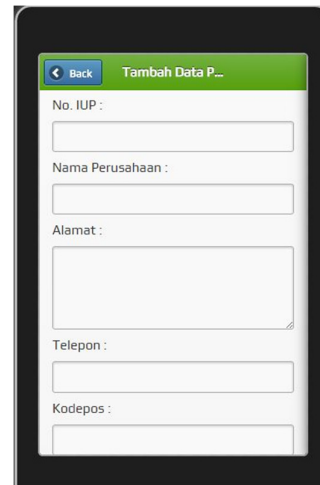 Back
Tambah Data P...
No. IUP :
Nama Perusahaan :
Alamat :
Telepon :
Kodepos :